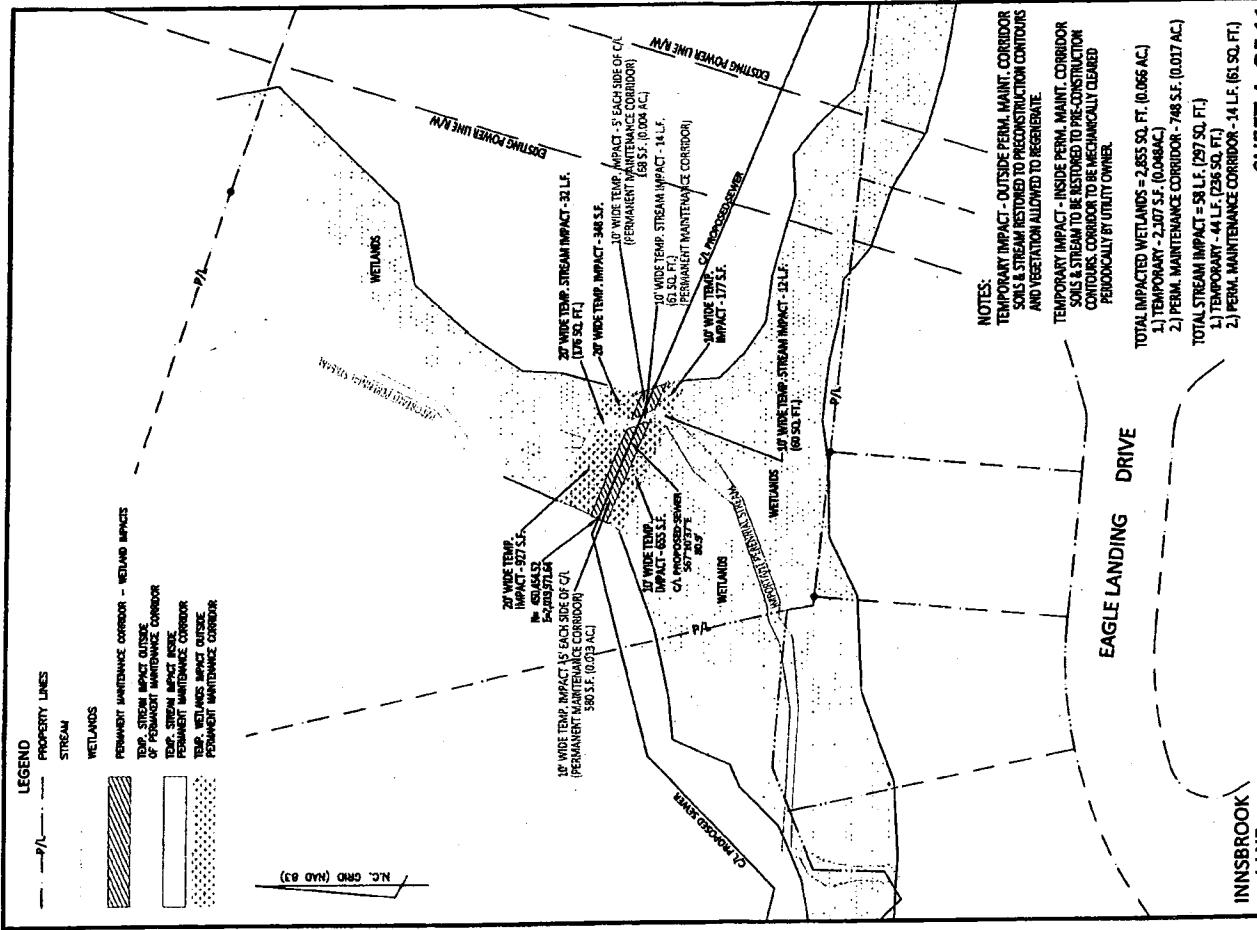 LEGEND
P/L
PROPERTY LINES
STREAM
WETLANDS
PERMANENT MAINTENANCE CORRIDOR - WETLAND IMPACTS
TEMP. STREAM IMPACT OUTSIDE
OF PERMANENT MAINTENANCE CORRIDOR
TEMP. STREAM IMPACT INSIDE
PERMANENT MAINTENANCE CORRIDOR
TEMP. WETLANDS IMPACT OUTSIDE
PERMANENT MAINTENANCE CORRIDOR
N.C. GRID (NAD 83)
P/L
EXISTING POWER LINE R/W
EXISTING POWER LINE R/W
WETLANDS
20' WIDE TEMP. STREAM IMPACT - 32 L.F.
(176 SQ. FT.)
20' WIDE TEMP. IMPACT - 348 S.F.
10' WIDE TEMP. IMPACT - 5' EACH SIDE OF C/L
(PERMANENT MAINTENANCE CORRIDOR)
168 S.F. (0.004 AC.)
10' WIDE TEMP. STREAM IMPACT - 14 L.F.
(61 SQ. FT.)
(PERMANENT MAINTENANCE CORRIDOR)
C/L PROPOSED SEWER
10' WIDE TEMP.
IMPACT - 177 S.F.
10' WIDE TEMP. STREAM IMPACT - 12 L.F.
(60 SQ. FT.)
20' WIDE TEMP.
IMPACT - 927 S.F.
10' WIDE TEMP. IMPACT - 5' EACH SIDE OF C/L
(PERMANENT MAINTENANCE CORRIDOR)
580 S.F. (0.013 AC.)
10' WIDE TEMP.
IMPACT - 655 S.F.
C/L PROPOSED SEWER
80.9'
WETLANDS
WETLANDS
IMPORTANT PERENNIAL STREAM
P/L
P/L
C/L PROPOSED SEWER
EAGLE LANDING DRIVE
INNSBROOK
NOTES:
TEMPORARY IMPACT - OUTSIDE PERM. MAINT. CORRIDOR
SOILS & STREAM RESTORED TO PRECONSTRUCTION CONTOURS
AND VEGETATION ALLOWED TO REGENERATE.
TEMPORARY IMPACT - INSIDE PERM. MAINT. CORRIDOR
SOILS & STREAM TO BE RESTORED TO PRE-CONSTRUCTION
CONTOURS. CORRIDOR TO BE MECHANICALLY CLEARED
PERIODICALLY BY UTILITY OWNER.
TOTAL IMPACTED WETLANDS = 2,855 SQ. FT. (0.066 AC.)
1.) TEMPORARY - 2,107 S.F. (0.048AC.)
2.) PERM. MAINTENANCE CORRIDOR - 748 S.F. (0.017 AC.)
TOTAL STREAM IMPACT = 58 L.F. (297 SQ. FT.)
1.) TEMPORARY - 44 L.F. (236 SQ. FT.)
2.) PERM. MAINTENANCE CORRIDOR - 14 L.F. (61 SQ. FT.)